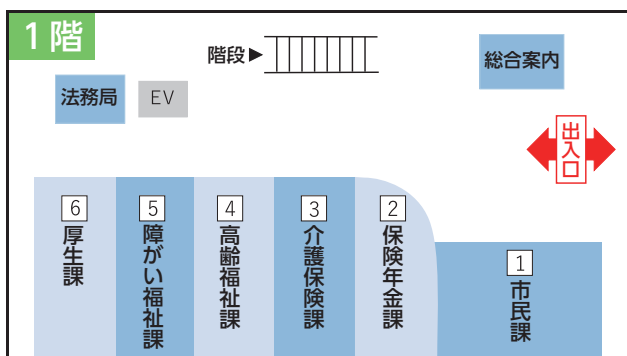 1階
階段▶
総合案内
法務局
EV
出入口
6
厚生課
5
障がい福祉課
4
高齢福祉課
3
介護保険課
2
保険年金課
1
市民課